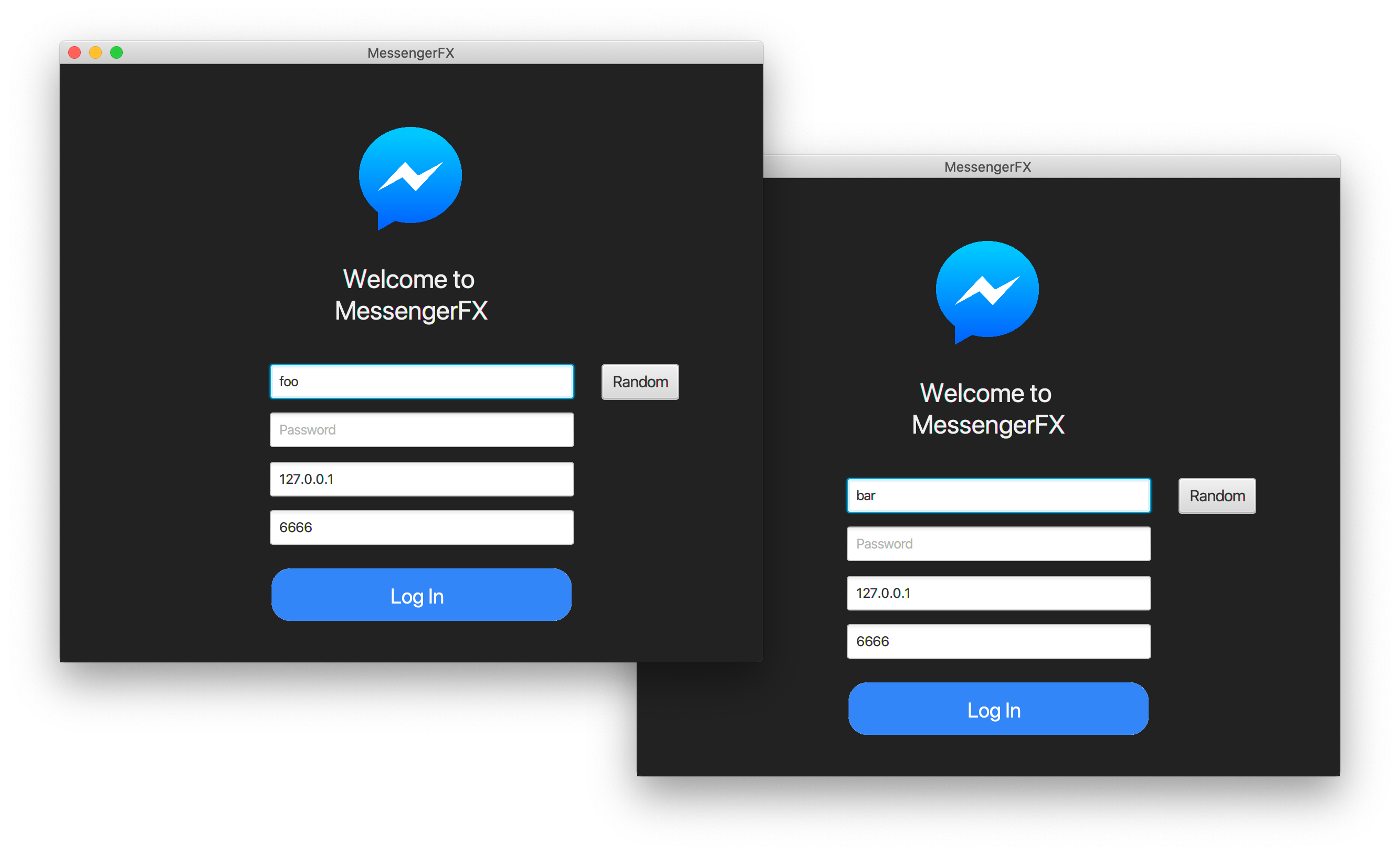 MessengerFX
Welcome to
MessengerFX
foo
Random
Password
127.0.0.1
6666
Log In
MessengerFX
Welcome to
MessengerFX
bar
Random
Password
127.0.0.1
6666
Log In